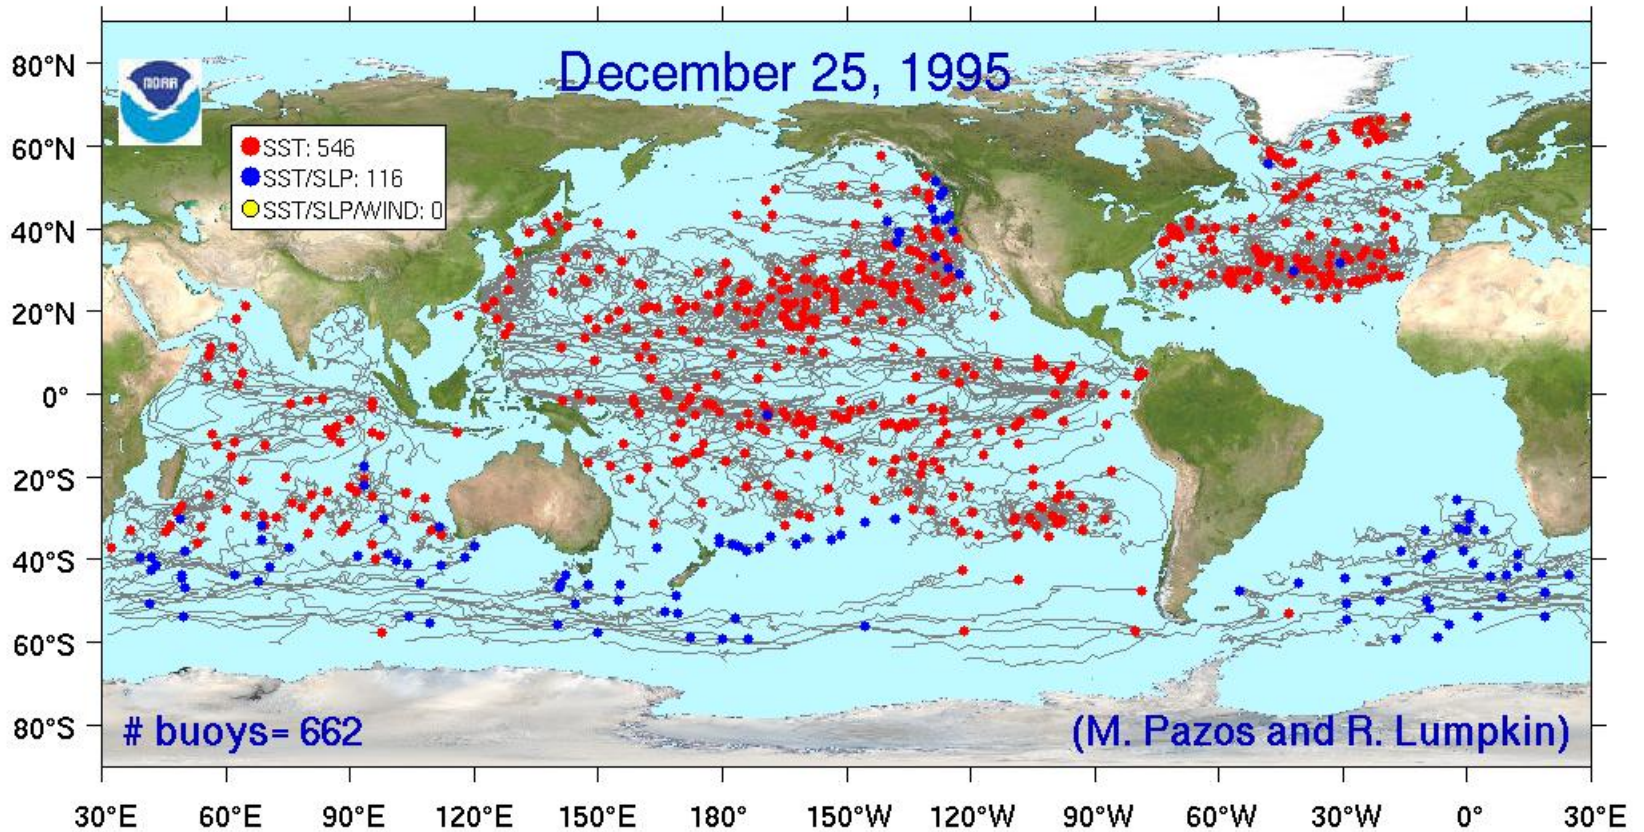 December 25, 1995
NOAA
SST: 546
SST/SLP: 116
SST/SLP/WIND: 0
80°N
60°N
40°N
20°N
0°
20°S
40°S
60°S
80°S
# buoys= 662
(M. Pazos and R. Lumpkin)
30°E 60°E 90°E 120°E 150°E 180° 150°W 120°W 90°W 60°W 30°W 0° 30°E